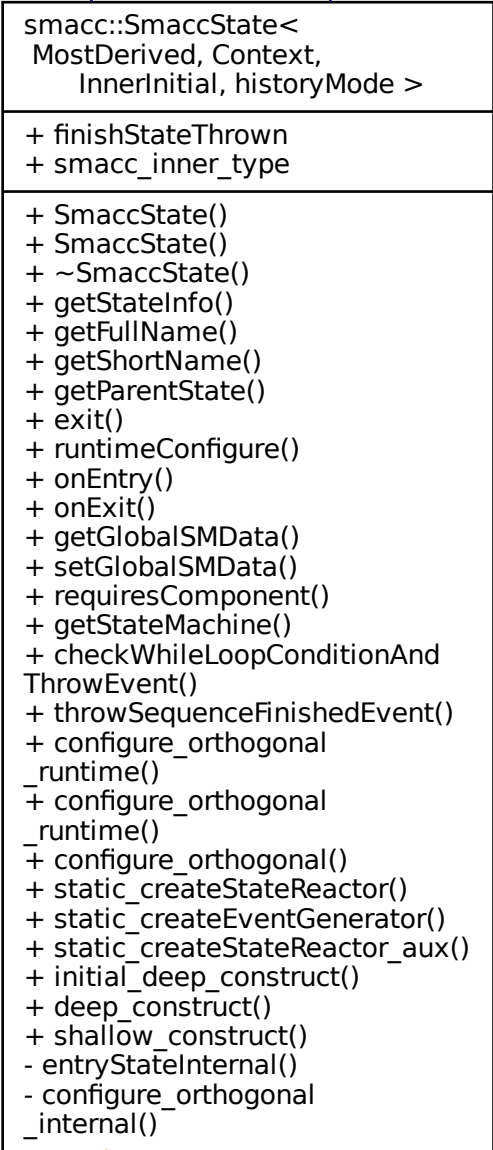 smacc::SmaccState<
MostDerived, Context,
InnerInitial, historyMode >
+ finishStateThrown
+ smacc_inner_type
+ SmaccState()
+ SmaccState()
+ ~SmaccState()
+ getStateInfo()
+ getFullName()
+ getShortName()
+ getParentState()
+ exit()
+ runtimeConfigure()
+ onEntry()
+ onExit()
+ getGlobalSMData()
+ setGlobalSMData()
+ requiresComponent()
+ getStateMachine()
+ checkWhileLoopConditionAnd
ThrowEvent()
+ throwSequenceFinishedEvent()
+ configure_orthogonal
_runtime()
+ configure_orthogonal
_runtime()
+ configure_orthogonal()
+ static_createStateReactor()
+ static_createEventGenerator()
+ static_createStateReactor_aux()
+ initial_deep_construct()
+ deep_construct()
+ shallow_construct()
- entryStateInternal()
- configure_orthogonal
_internal()